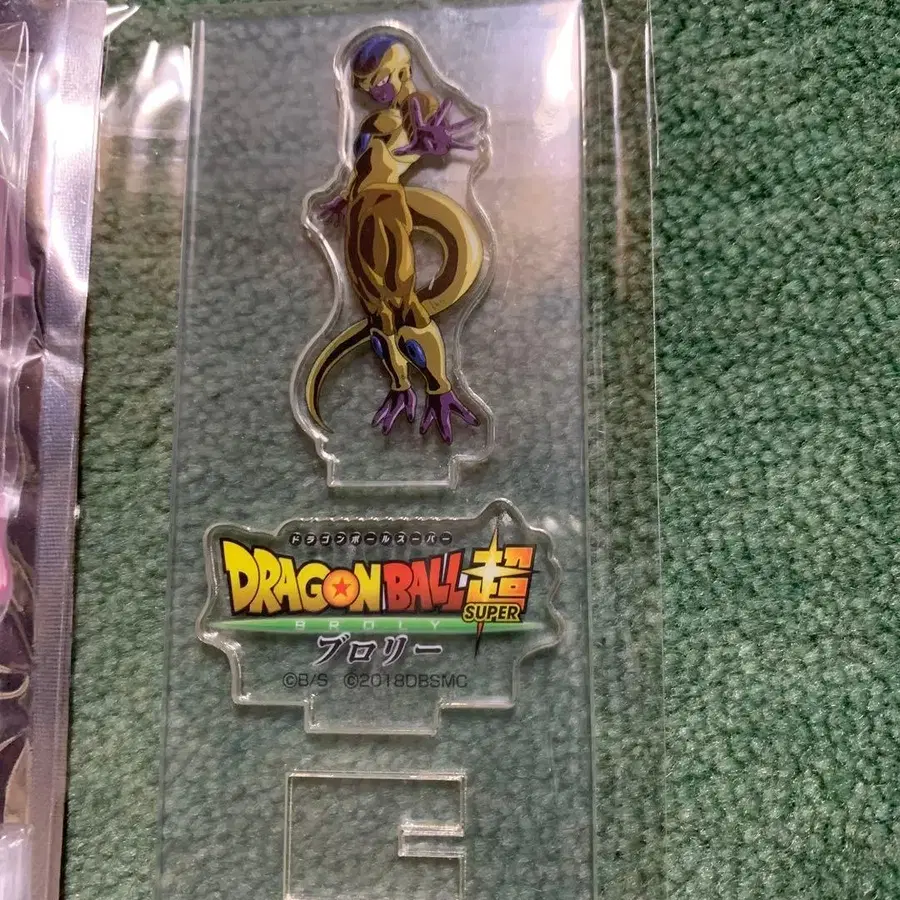 ドラゴンボールスーパー
DRAGON BALL 超
SUPER
BROLY
ブロリー
©B/S ©2018DBSMC